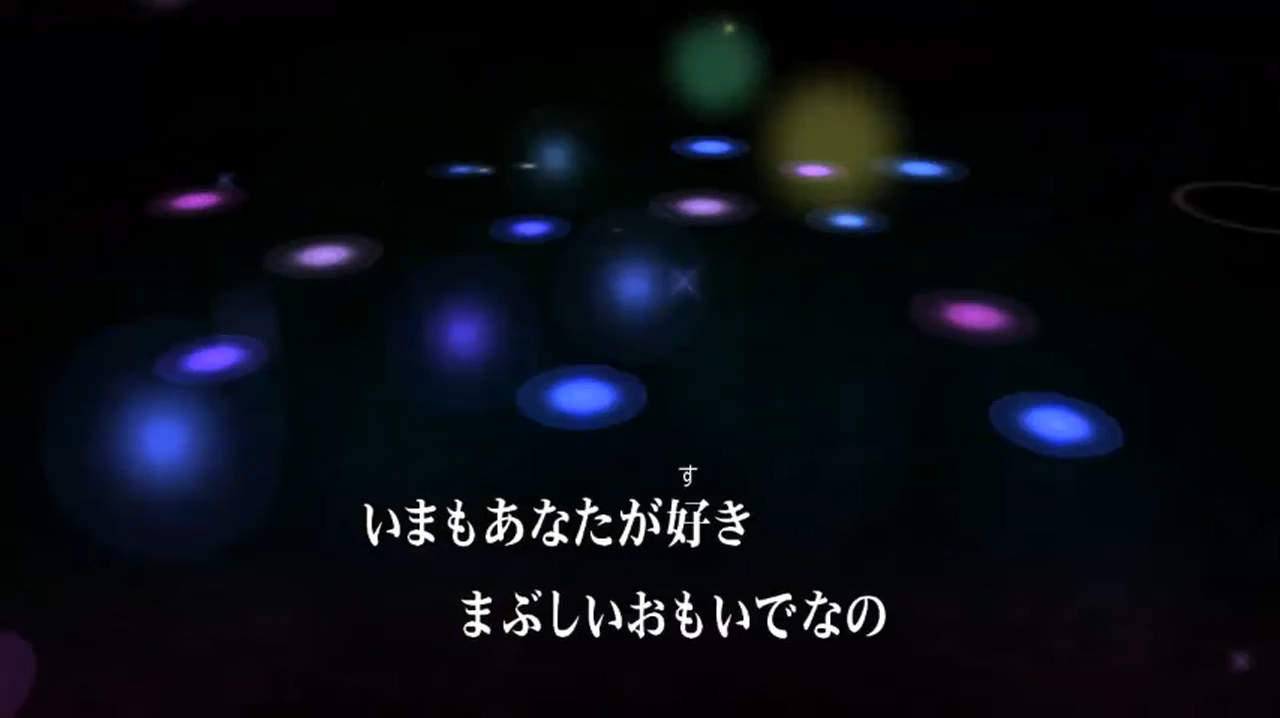 す
いまもあなたが好き
まぶしいおもいでなの